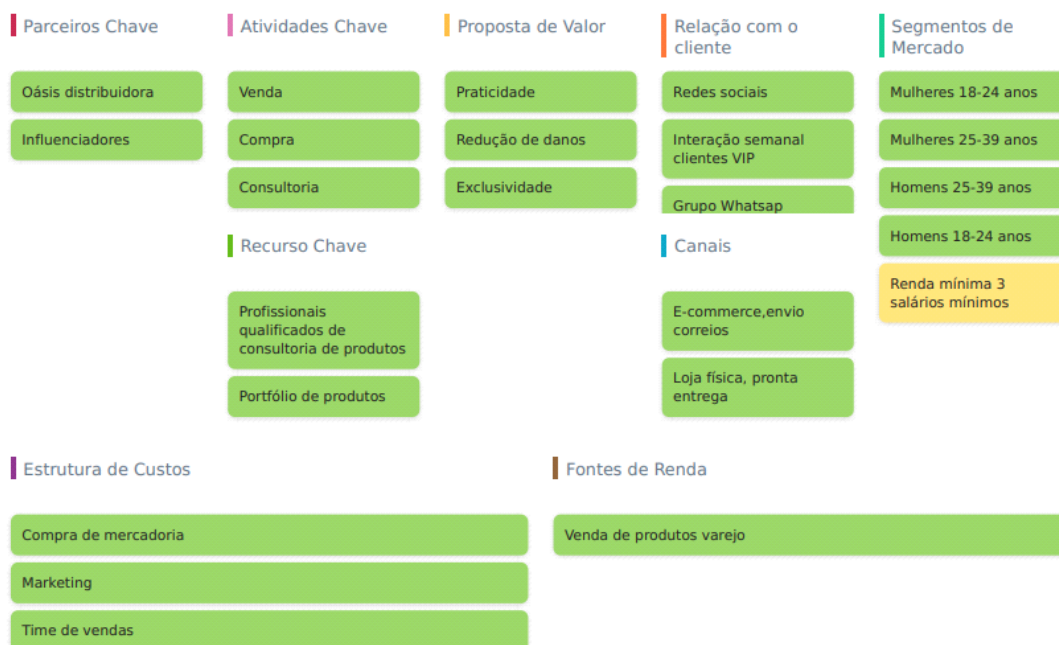 Parceiros Chave
Oásis distribuidora
Influenciadores
Atividades Chave
Venda
Compra
Consultoria
Recurso Chave
Profissionais
qualificados de
consultoria de produtos
Portfólio de produtos
Proposta de Valor
Praticidade
Redução de danos
Exclusividade
Relação com o
cliente
Redes sociais
Interação semanal
clientes VIP
Grupo Whatsap
Canais
E-commerce,envio
correios
Loja física, pronta
entrega
Segmentos de
Mercado
Mulheres 18-24 anos
Mulheres 25-39 anos
Homens 25-39 anos
Homens 18-24 anos
Renda mínima 3
salários mínimos
Estrutura de Custos
Compra de mercadoria
Marketing
Time de vendas
Fontes de Renda
Venda de produtos varejo